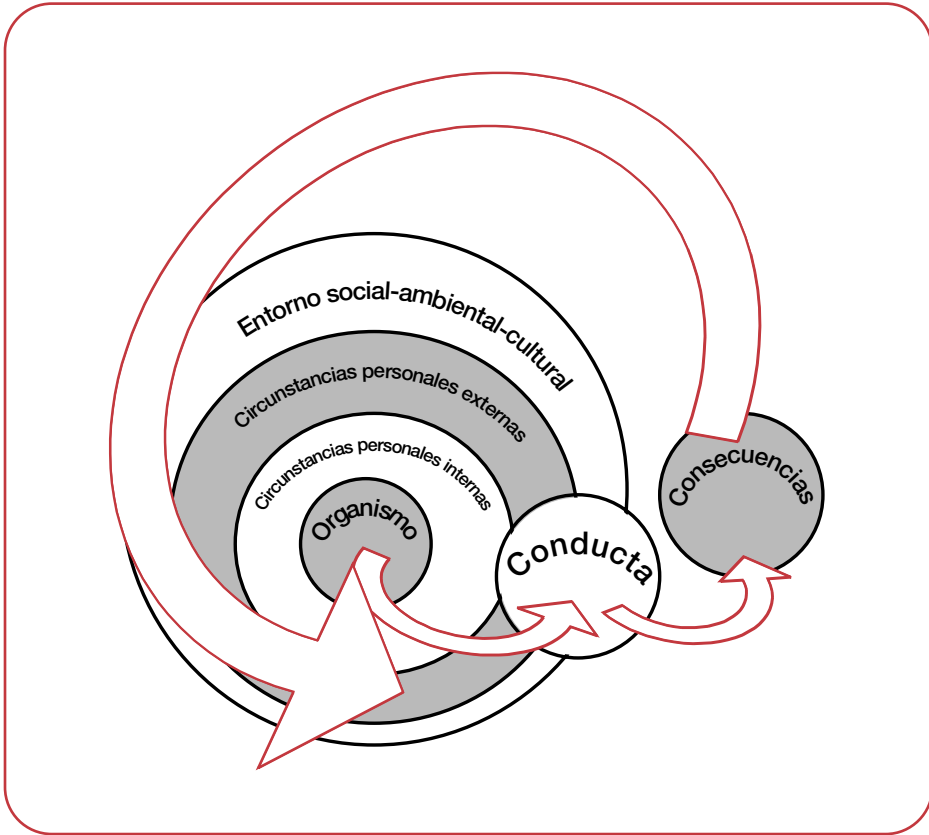 Entorno social-ambiental-cultural
Circunstancias personales externas
Circunstancias personales internas
Organismo
Conducta
Consecuencias